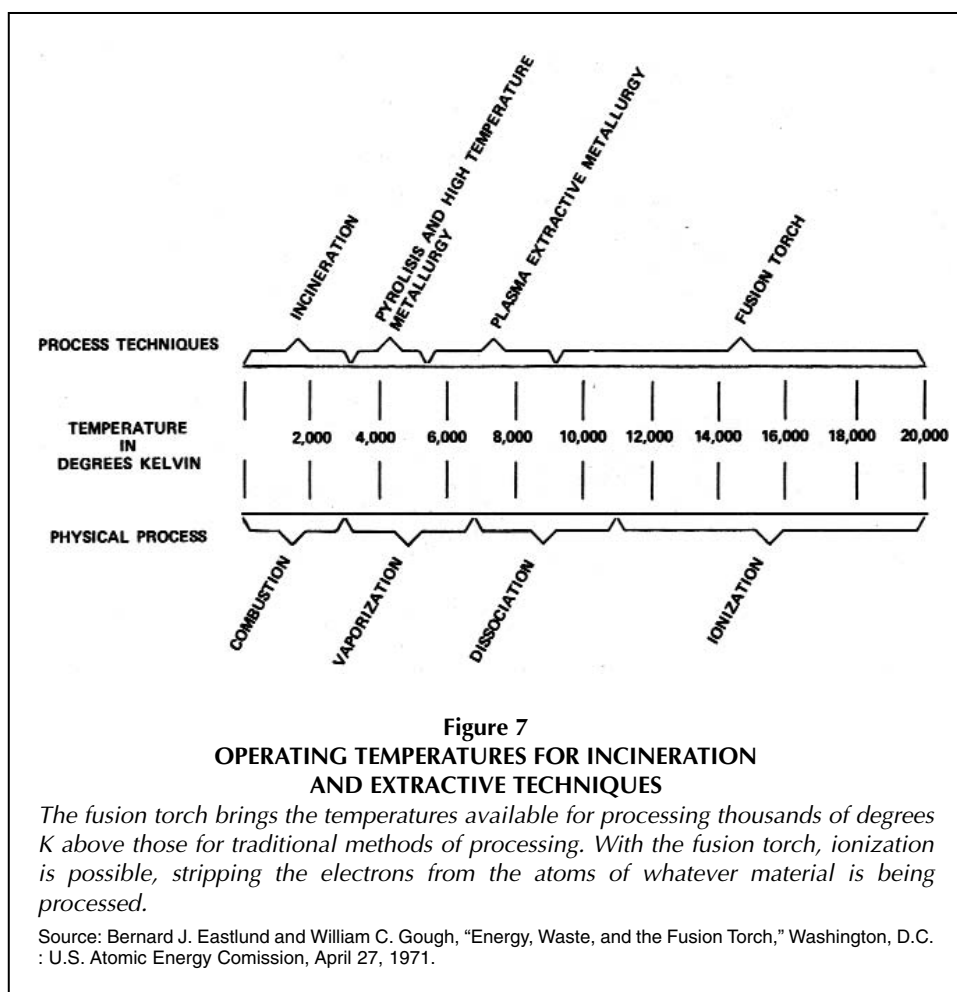 INCINERATION
PYROLISIS AND HIGH TEMPERATURE
METALLURGY
PLASMA EXTRACTIVE METALLURGY
FUSION TORCH
PROCESS TECHNIQUES
TEMPERATURE
IN
DEGREES KELVIN
2,000 4,000 6,000 8,000 10,000 12,000 14,000 16,000 18,000 20,000
PHYSICAL PROCESS
COMBUSTION
VAPORIZATION
DISSOCIATION
IONIZATION
Figure 7
OPERATING TEMPERATURES FOR INCINERATION
AND EXTRACTIVE TECHNIQUES
The fusion torch brings the temperatures available for processing thousands of degrees
K above those for traditional methods of processing. With the fusion torch, ionization
is possible, stripping the electrons from the atoms of whatever material is being
processed.
Source: Bernard J. Eastlund and William C. Gough, “Energy, Waste, and the Fusion Torch,” Washington, D.C.
: U.S. Atomic Energy Comission, April 27, 1971.